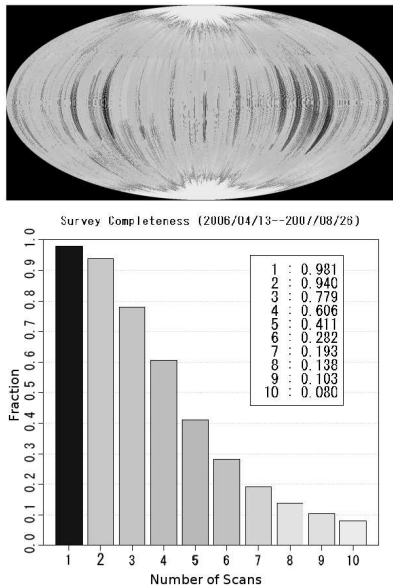 Survey Completeness (2006/04/13--2007/08/26)
1 : 0.981
2 : 0.940
3 : 0.779
4 : 0.606
5 : 0.411
6 : 0.282
7 : 0.193
8 : 0.138
9 : 0.103
10 : 0.080
Fraction
1.0
0.9
0.8
0.7
0.6
0.5
0.4
0.3
0.2
0.1
0.0
1 2 3 4 5 6 7 8 9 10
Number of Scans